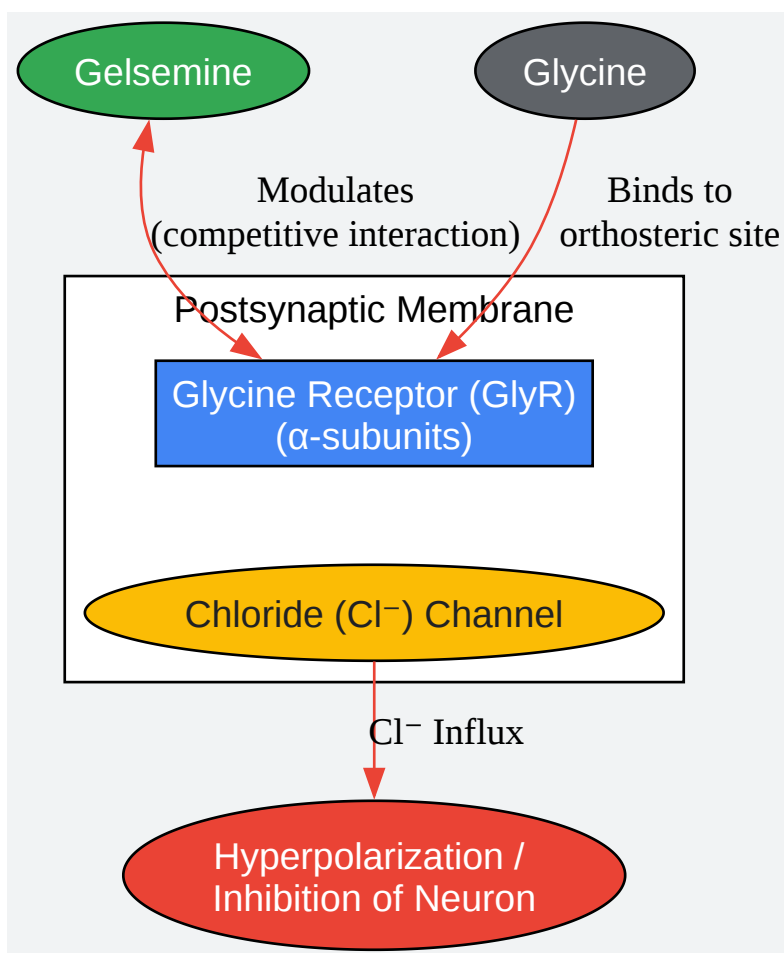 Gelsemine
Glycine
Modulates
(competitive interaction)
Binds to
orthosteric site
Postsynaptic Membrane
Glycine Receptor (GlyR)
(α-subunits)
Chloride (Cl⁻) Channel
Cl⁻ Influx
Hyperpolarization /
Inhibition of Neuron